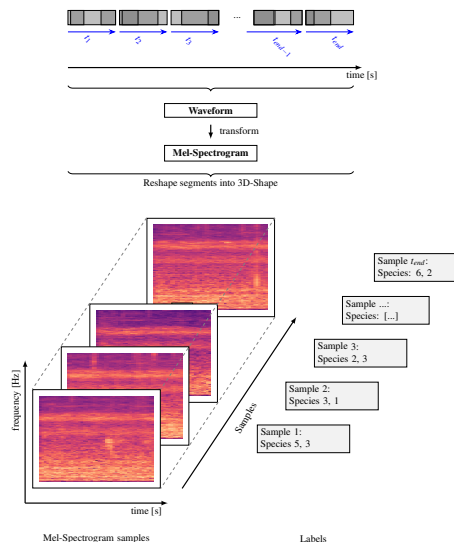 ...
t1 t2 t3 tend−1 tend
time [s]
Waveform
transform
Mel-Spectrogram
Reshape segments into 3D-Shape
Sample tend:
Species: 6, 2
Sample ...:
Species: [...]
Sample 3:
Species 2, 3
Sample 2:
Species 3, 1
Sample 1:
Species 5, 3
frequency [Hz]
Samples
time [s]
Mel-Spectrogram samples
Labels